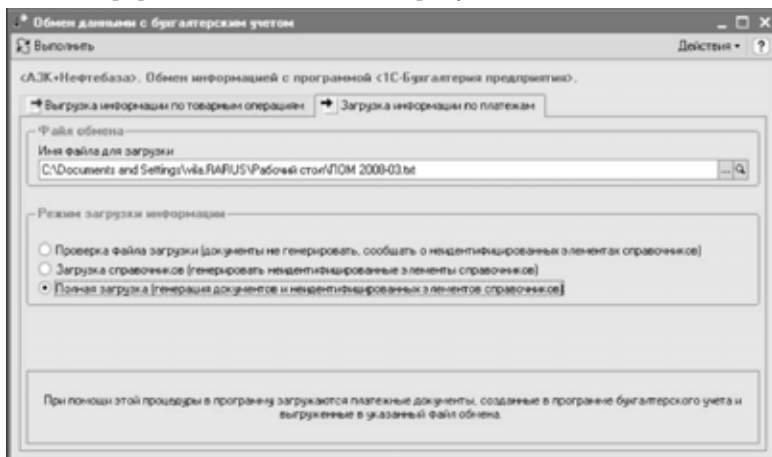 Обмен данными с бухгалтерским учетом
Выполнить
Действия
?
<АЗК+Нефтебаза>. Обмен информацией с программой <1С-Бухгалтерия предприятия>.
Выгрузка информации по товарным операциям
Загрузка информации по платежам
Файл обмена
Имя файла для загрузки
C:\Documents and Settings\vila.RARUS\Рабочий стол\ПОМ 2008-03.txt
...
Режим загрузки информации
Проверка файла загрузки (документы не генерировать, сообщать о неидентифицированных элементах справочников)
Загрузка справочников (генерировать неидентифицированные элементы справочников)
Полная загрузка (генерация документов и неидентифицированных элементов справочников)
При помощи этой процедуры в программу загружаются платежные документы, созданные в программе бухгалтерского учета и
выгруженные в указанный файл обмена.